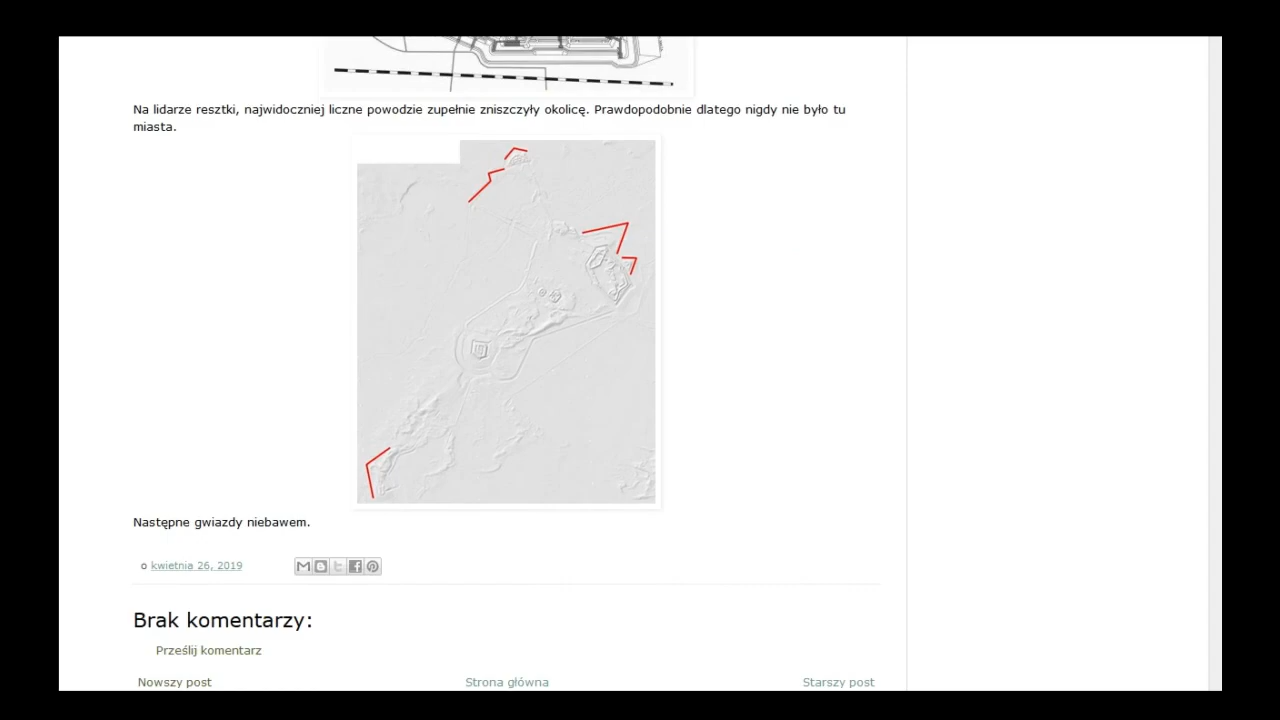 Na lidarze resztki, najwidoczniej liczne powodzie zupełnie zniszczyły okolicę. Prawdopodobnie dlatego nigdy nie było tu
miasta.
Następne gwiazdy niebawem.
o kwietnia 26, 2019
Brak komentarzy:
Prześlij komentarz
Nowszy post Strona główna Starszy post